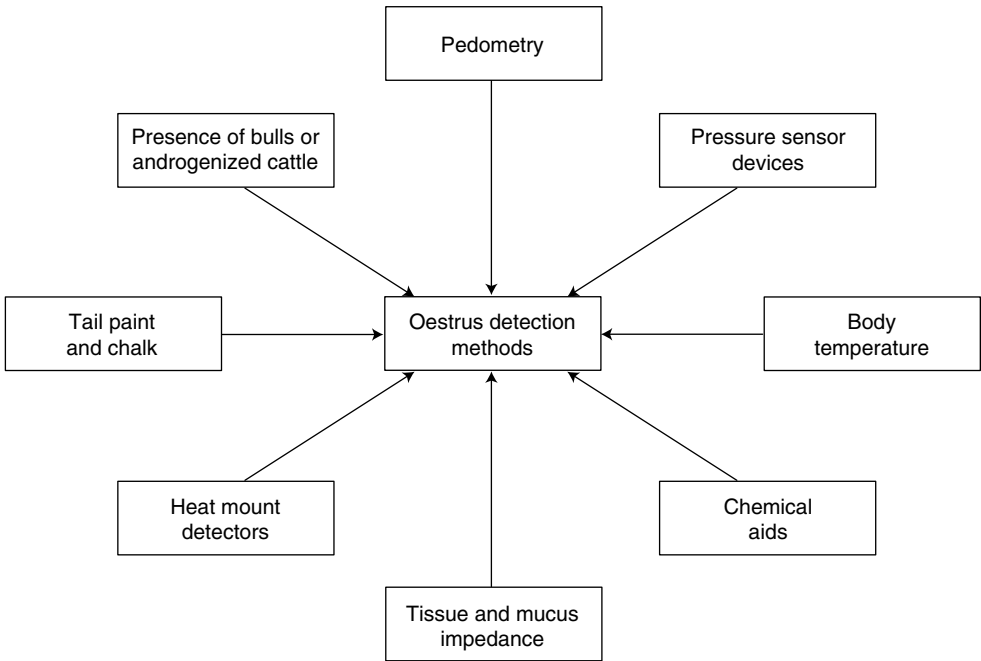 Pedometry
Presence of bulls or
androgenized cattle
Pressure sensor
devices
Tail paint
and chalk
Oestrus detection
methods
Body
temperature
Heat mount
detectors
Chemical
aids
Tissue and mucus
impedance